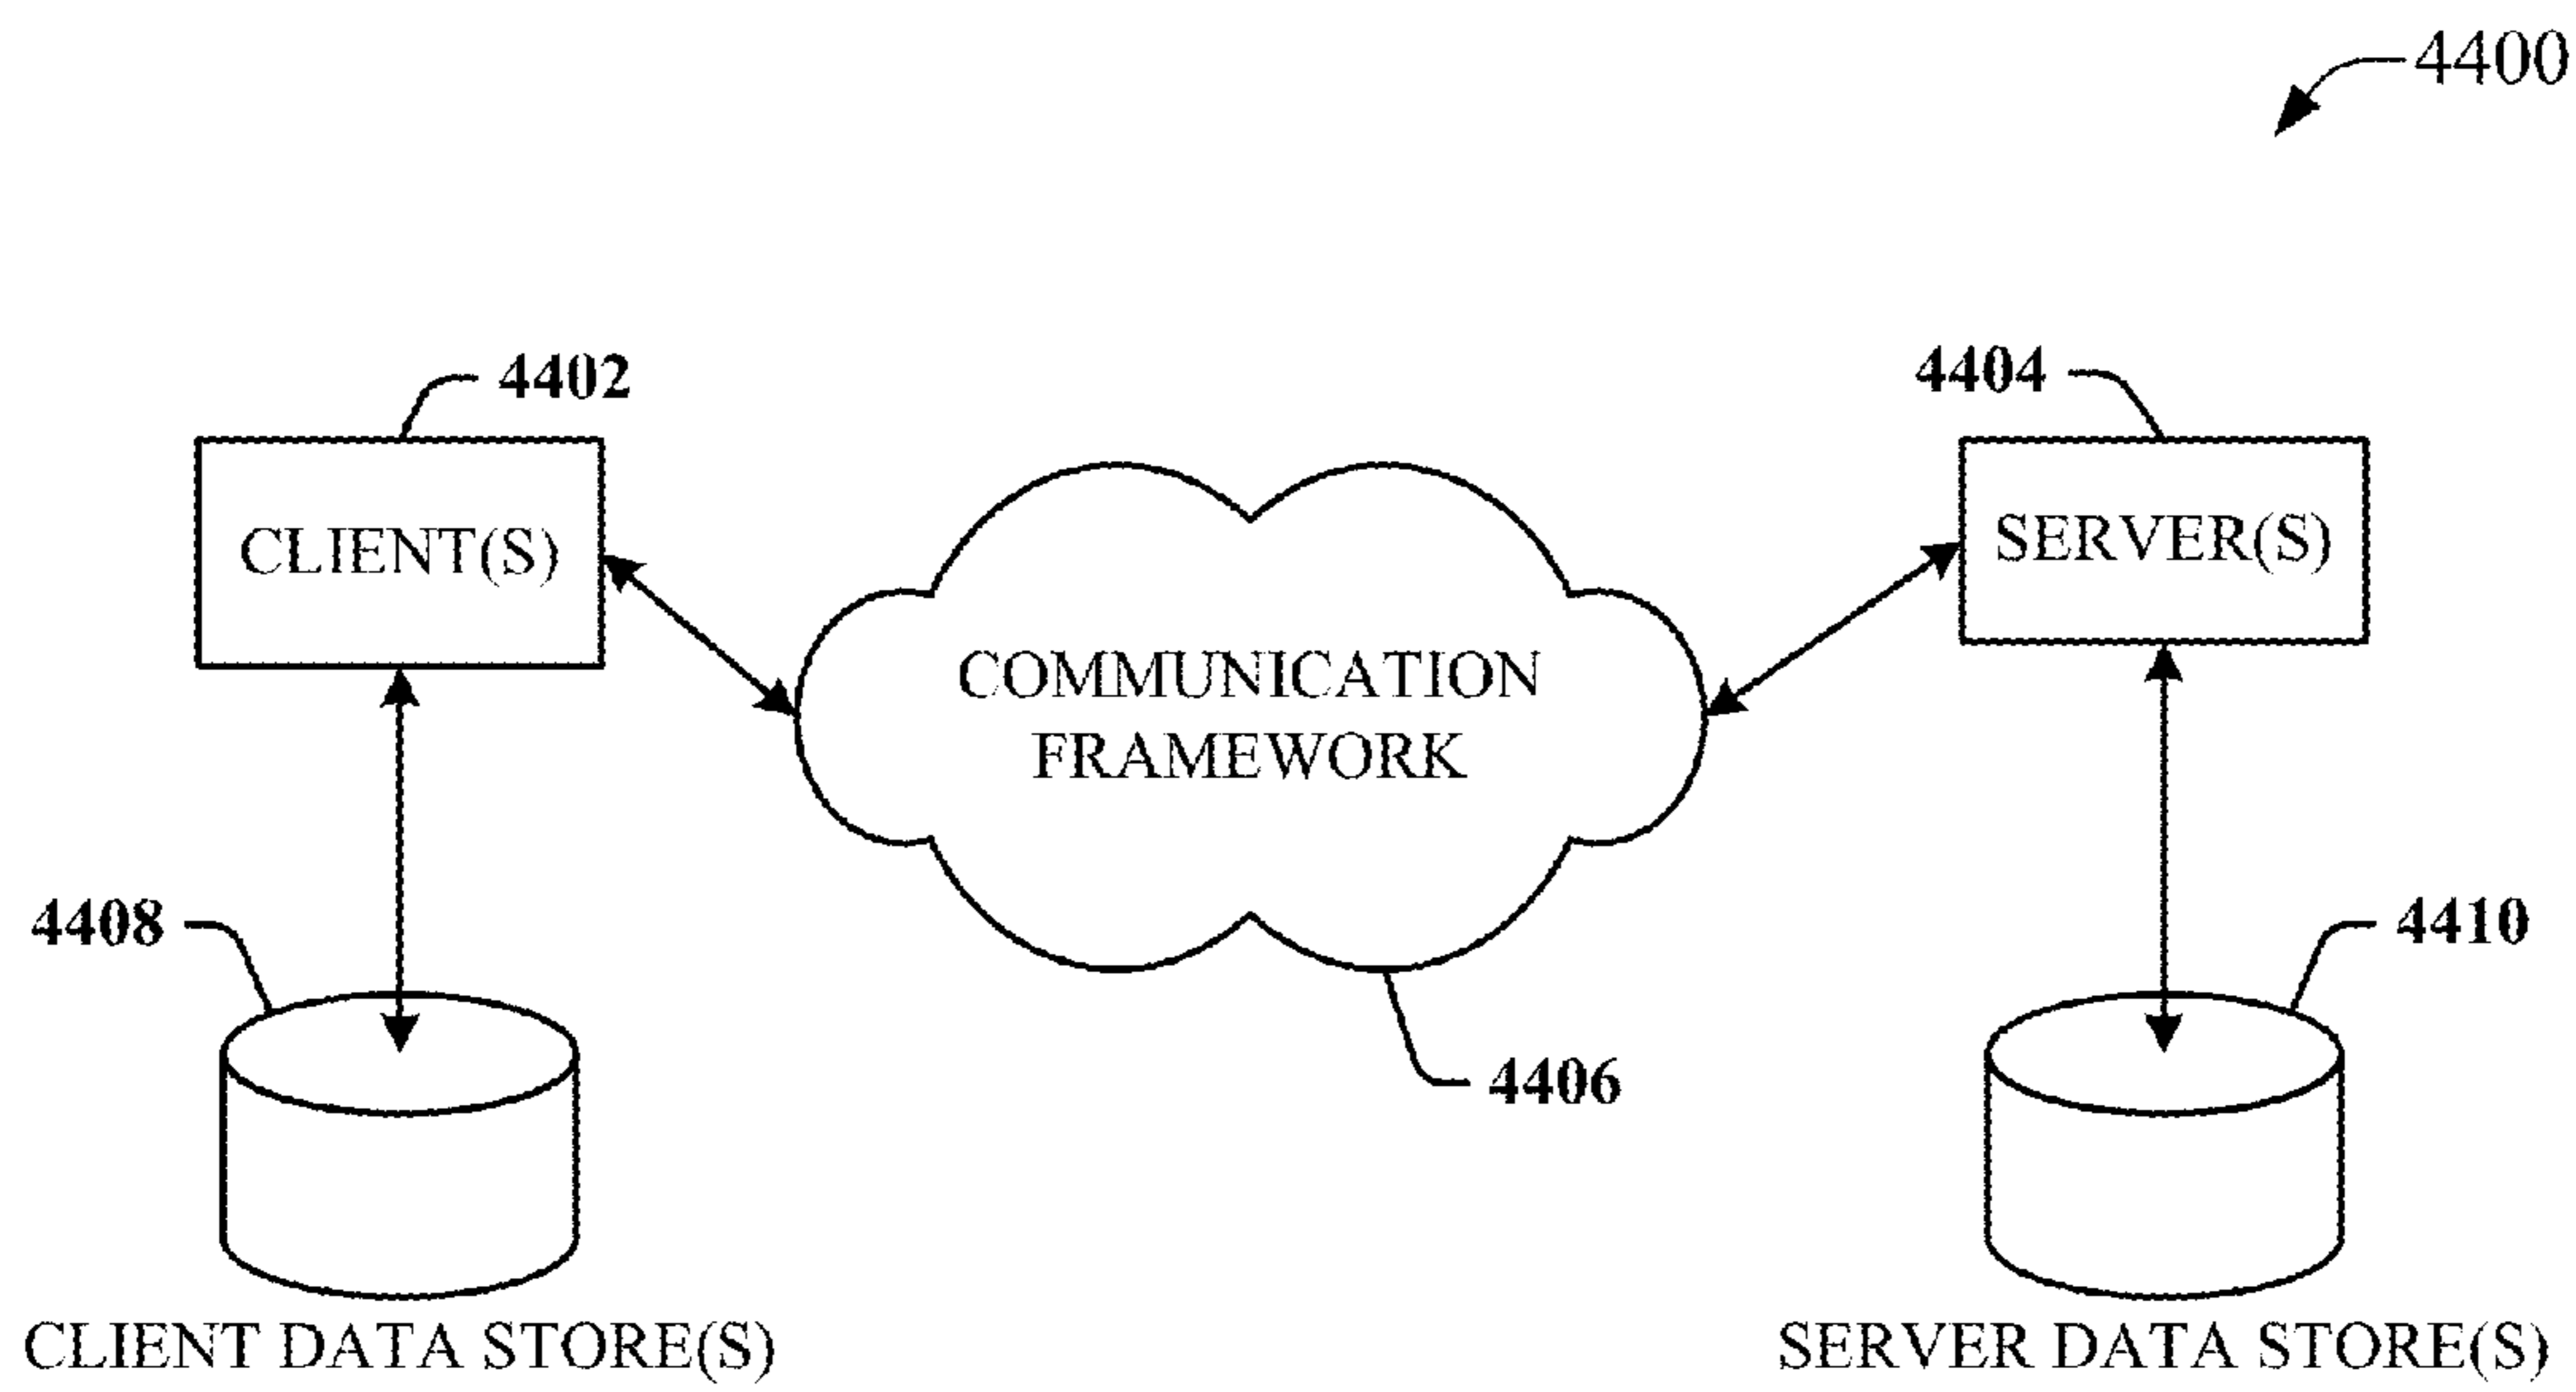 4400
4402
4404
CLIENT(S)
SERVER(S)
COMMUNICATION
FRAMEWORK
4408
4410
4406
CLIENT DATA STORE(S)
SERVER DATA STORE(S)